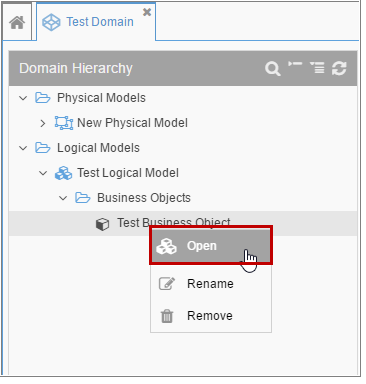 Test Domain
Domain Hierarchy
Physical Models
New Physical Model
Logical Models
Test Logical Model
Business Objects
Test Business Object
Open
Rename
Remove